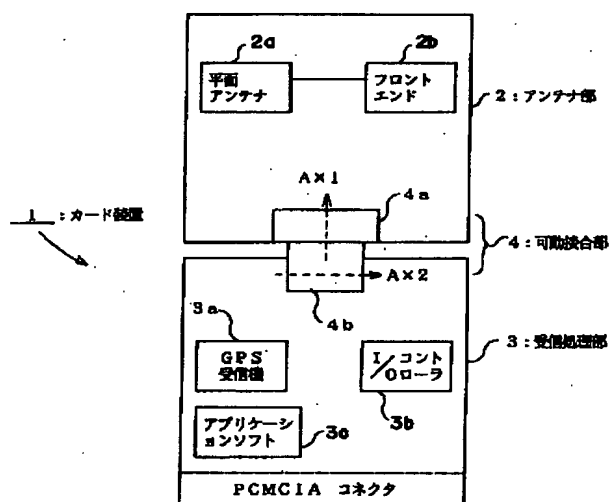 2a
2b
平面
アンテナ
フロント
エンド
2:アンテナ部
A×1
4a
1:カード装置
4:可動接合部
A×2
4b
3a
3:受信処理部
GPS
受信機
I/O コント
ローラ
3b
アプリケーシ
ョンソフト
3c
PCMCIA コネクタ